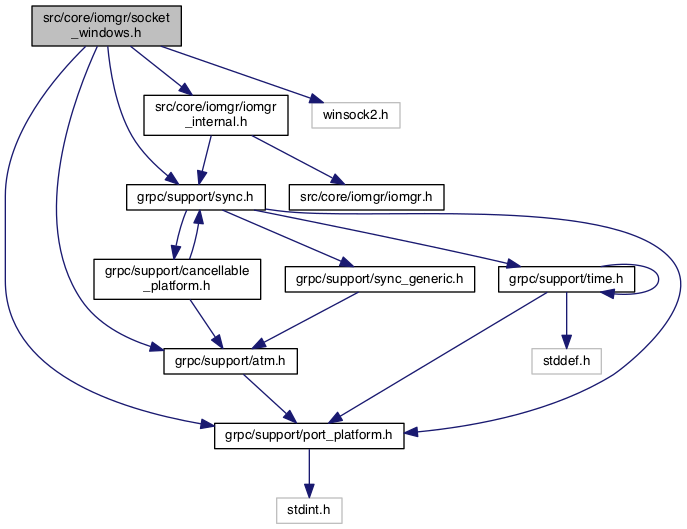 src/core/iomgr/socket
_windows.h
src/core/iomgr/iomgr
_internal.h
winsock2.h
grpc/support/sync.h
src/core/iomgr/iomgr.h
grpc/support/cancellable
_platform.h
grpc/support/sync_generic.h
grpc/support/time.h
grpc/support/atm.h
stddef.h
grpc/support/port_platform.h
stdint.h